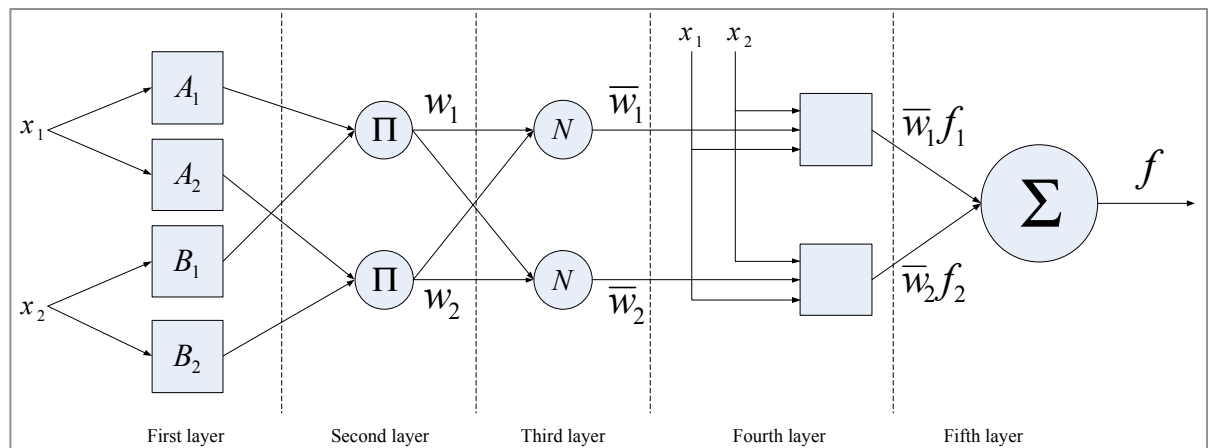 x₁
x₂
A₁
A₂
B₁
B₂
Π
Π
w₁
w₂
N
N
w̅₁
w̅₂
x₁ x₂
w̅₁f₁
w̅₂f₂
Σ
f
First layer Second layer Third layer Fourth layer Fifth layer